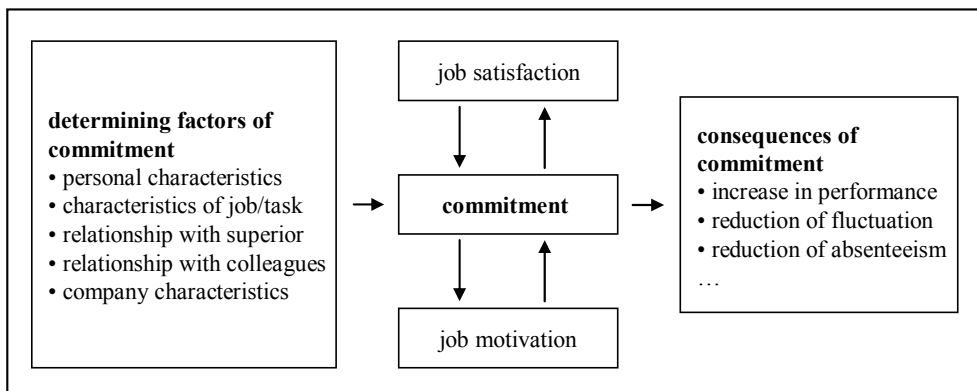 determining factors of
commitment
• personal characteristics
• characteristics of job/task
• relationship with superior
• relationship with colleagues
• company characteristics
job satisfaction
commitment
job motivation
consequences of
commitment
• increase in performance
• reduction of fluctuation
• reduction of absenteeism
…